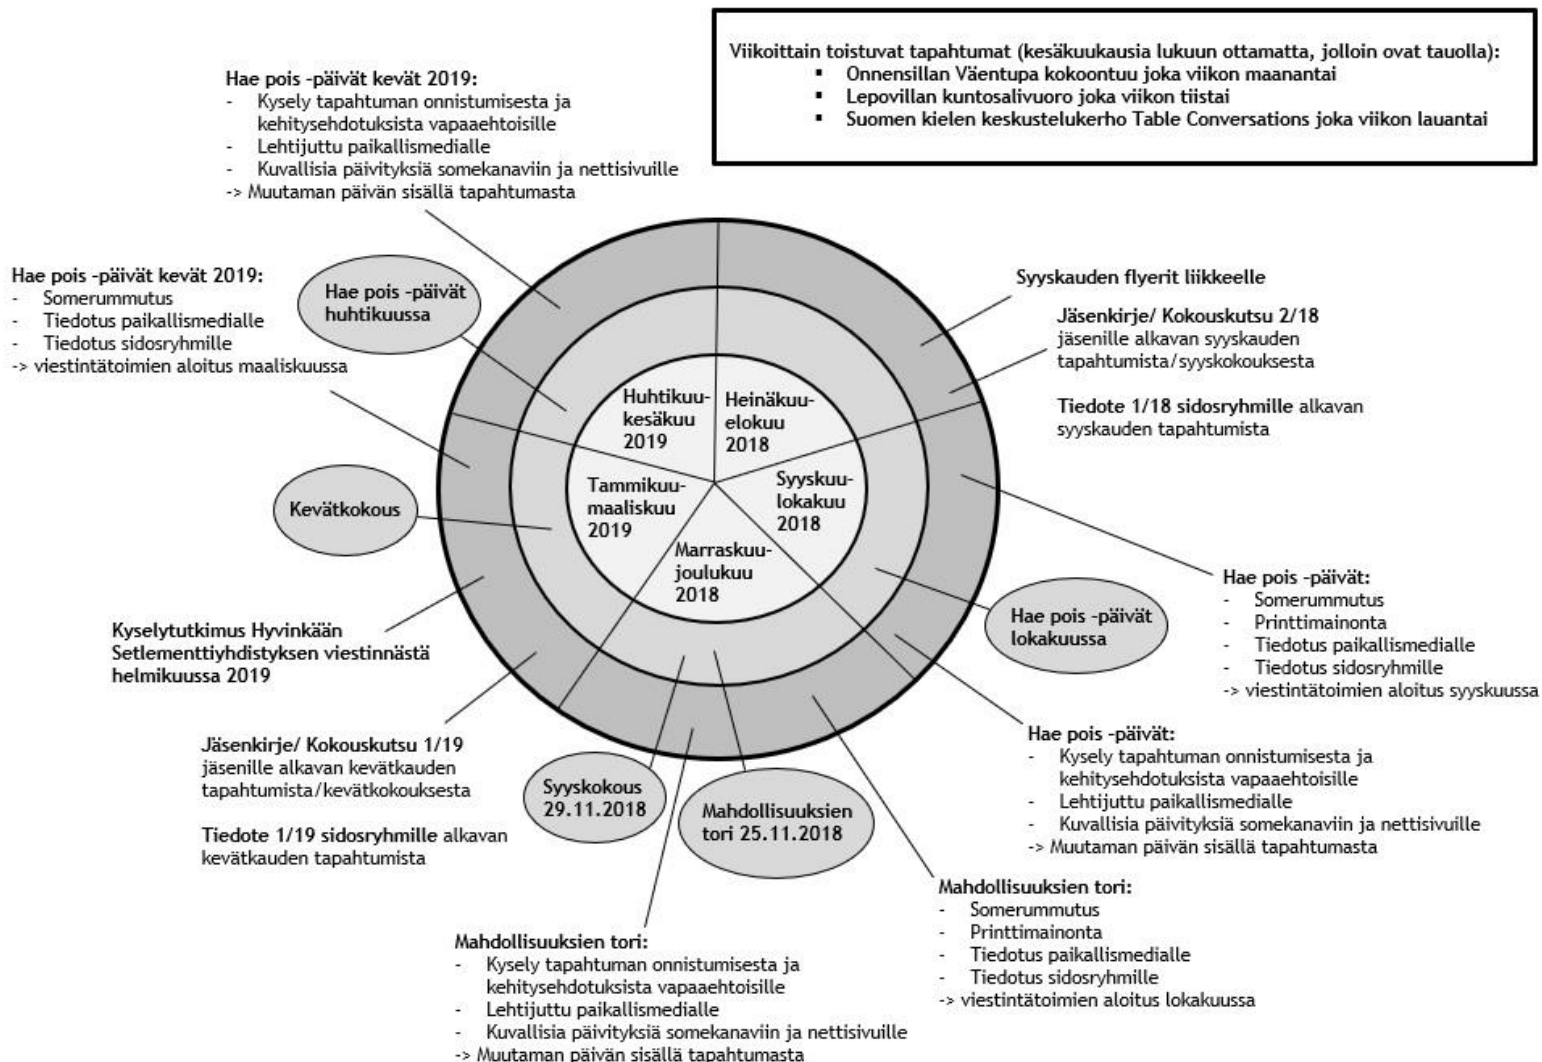 Viikoittain toistuvat tapahtumat (kesäkuukausia lukuun ottamatta, jolloin ovat tauolla):
▪ Onnensillan Väentupa kokoontuu joka viikon maanantai
▪ Lepovillan kuntosalivuoro joka viikon tiistai
▪ Suomen kielen keskustelukerho Table Conversations joka viikon lauantai
Hae pois -päivät kevät 2019:
- Kysely tapahtuman onnistumisesta ja
kehitysehdotuksista vapaaehtoisille
- Lehtijuttu paikallismedialle
- Kuvallisia päivityksiä somekanaviin ja nettisivuille
-> Muutaman päivän sisällä tapahtumasta
Hae pois -päivät kevät 2019:
- Somerummutus
- Tiedotus paikallismedialle
- Tiedotus sidosryhmille
-> viestintätoimien aloitus maaliskuussa
Hae pois -päivät
huhtikuussa
Kevätkokous
Kyselytutkimus Hyvinkään
Setlementtiyhdistyksen viestinnästä
helmikuussa 2019
Jäsenkirje/ Kokouskutsu 1/19
jäsenille alkavan kevätkauden
tapahtumista/kevätkokouksesta
Tiedote 1/19 sidosryhmille alkavan
kevätkauden tapahtumista
Huhtikuu-
kesäkuu
2019
Heinäkuu-
elokuu
2018
Tammikuu-
maaliskuu
2019
Syyskuu-
lokakuu
2018
Marraskuu-
joulukuu
2018
Syyskauden flyerit liikkeelle
Jäsenkirje/ Kokouskutsu 2/18
jäsenille alkavan syyskauden
tapahtumista/syyskokouksesta
Tiedote 1/18 sidosryhmille alkavan
syyskauden tapahtumista
Hae pois -päivät:
- Somerummutus
- Printtimainonta
- Tiedotus paikallismedialle
- Tiedotus sidosryhmille
-> viestintätoimien aloitus syyskuussa
Hae pois -päivät
lokakuussa
Hae pois -päivät:
- Kysely tapahtuman onnistumisesta ja
kehitysehdotuksista vapaaehtoisille
- Lehtijuttu paikallismedialle
- Kuvallisia päivityksiä somekanaviin ja nettisivuille
-> Muutaman päivän sisällä tapahtumasta
Syyskokous
29.11.2018
Mahdollisuuksien
tori 25.11.2018
Mahdollisuuksien tori:
- Somerummutus
- Printtimainonta
- Tiedotus paikallismedialle
- Tiedotus sidosryhmille
-> viestintätoimien aloitus lokakuussa
Mahdollisuuksien tori:
- Kysely tapahtuman onnistumisesta ja
kehitysehdotuksista vapaaehtoisille
- Lehtijuttu paikallismedialle
- Kuvallisia päivityksiä somekanaviin ja nettisivuille
-> Muutaman päivän sisällä tapahtumasta